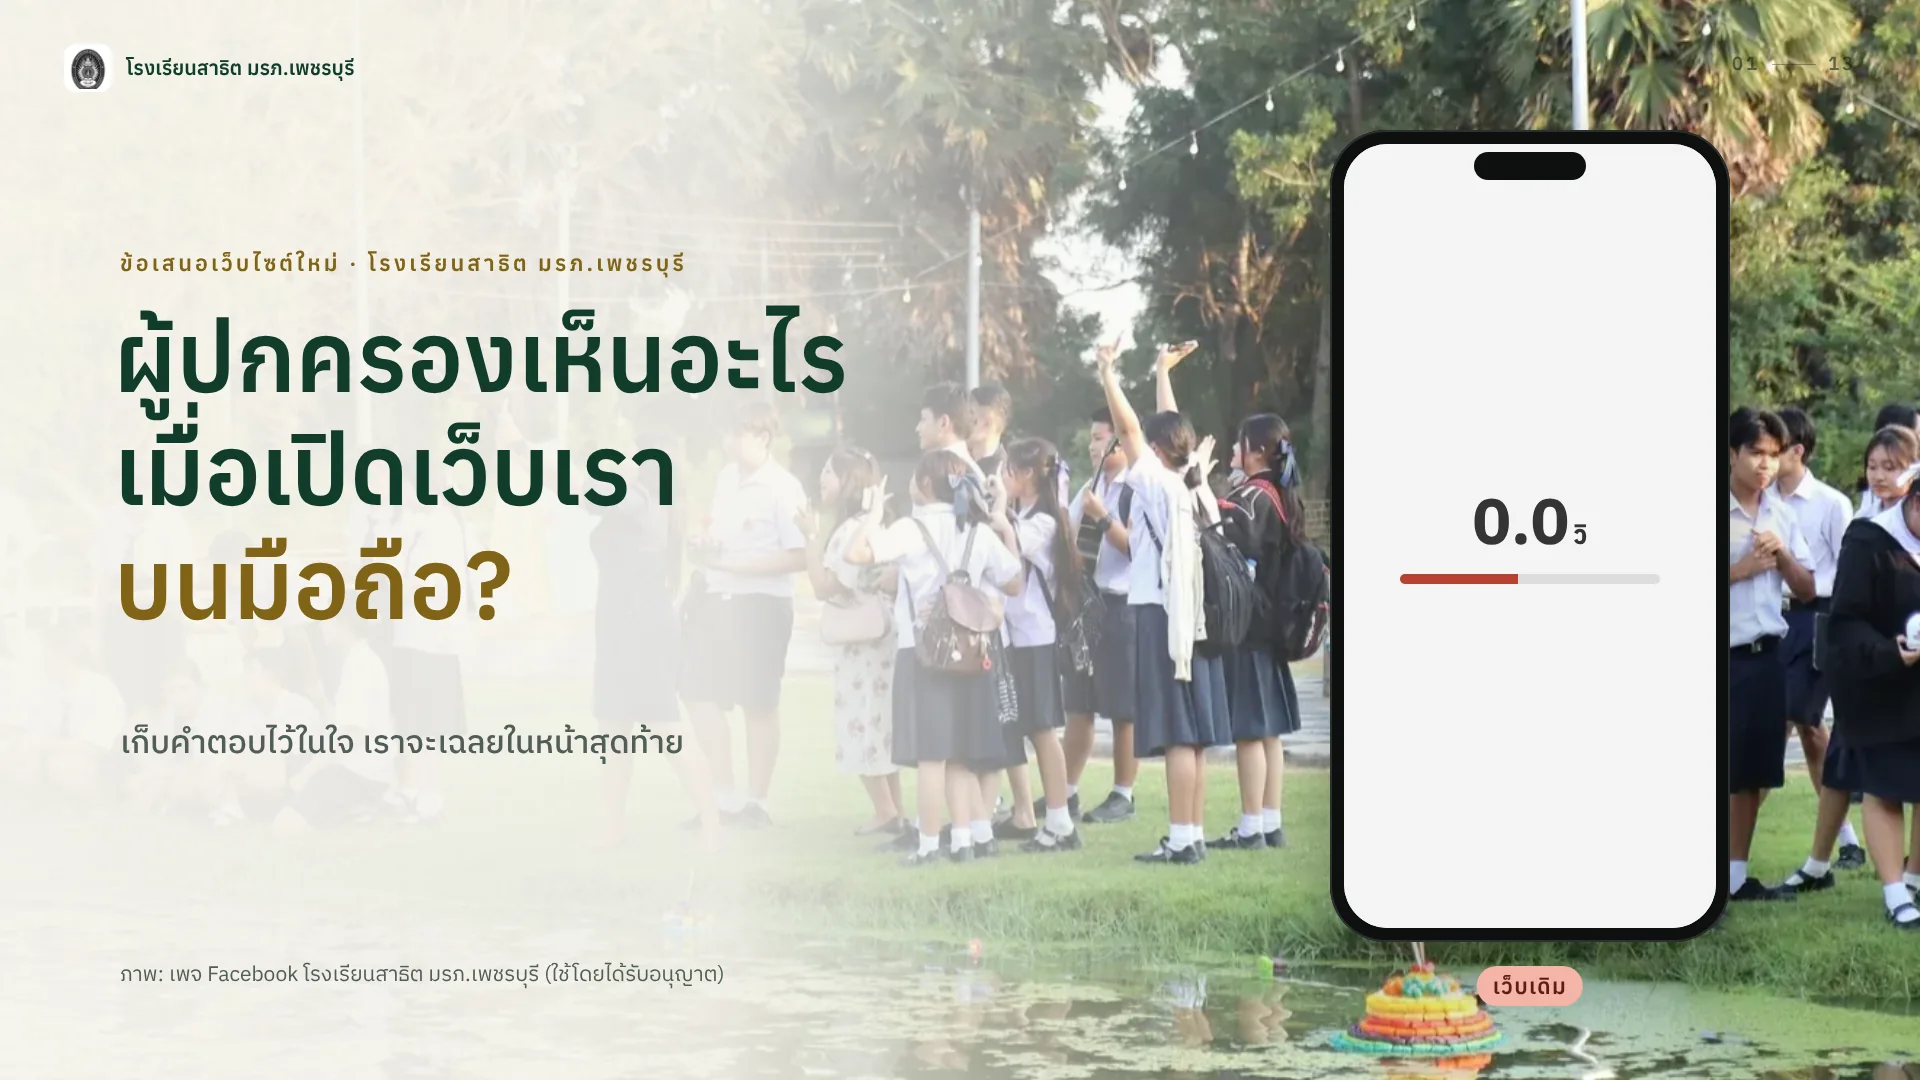 โรงเรียนสาธิต มรภ.เพชรบุรี
01 13
ข้อเสนอเว็บไซต์ใหม่ · โรงเรียนสาธิต มรภ.เพชรบุรี
ผู้ปกครองเห็นอะไร
เมื่อเปิดเว็บเรา
บนมือถือ?
เก็บคำตอบไว้ในใจ เราจะเฉลยในหน้าสุดท้าย
0.0 วิ
ภาพ: เพจ Facebook โรงเรียนสาธิต มรภ.เพชรบุรี (ใช้โดยได้รับอนุญาต)
เว็บเดิม